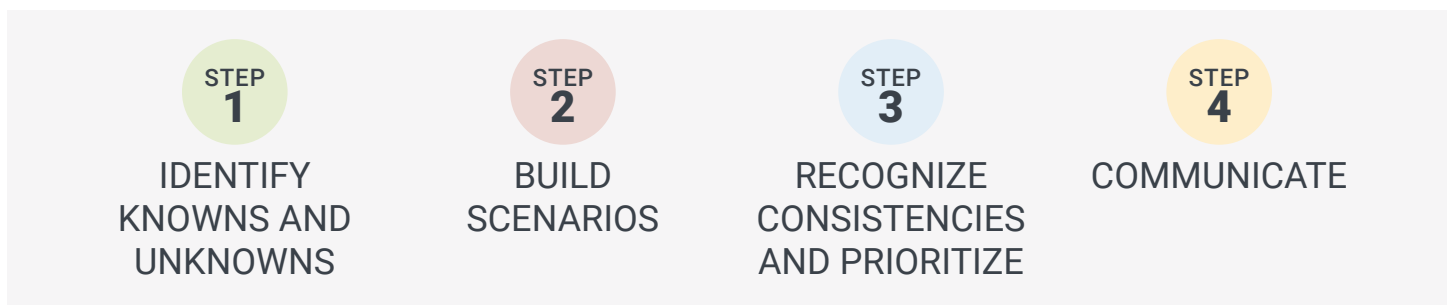 STEP
1
IDENTIFY
KNOWNS AND
UNKNOWNS
STEP
2
BUILD
SCENARIOS
STEP
3
RECOGNIZE
CONSISTENCIES
AND PRIORITIZE
STEP
4
COMMUNICATE